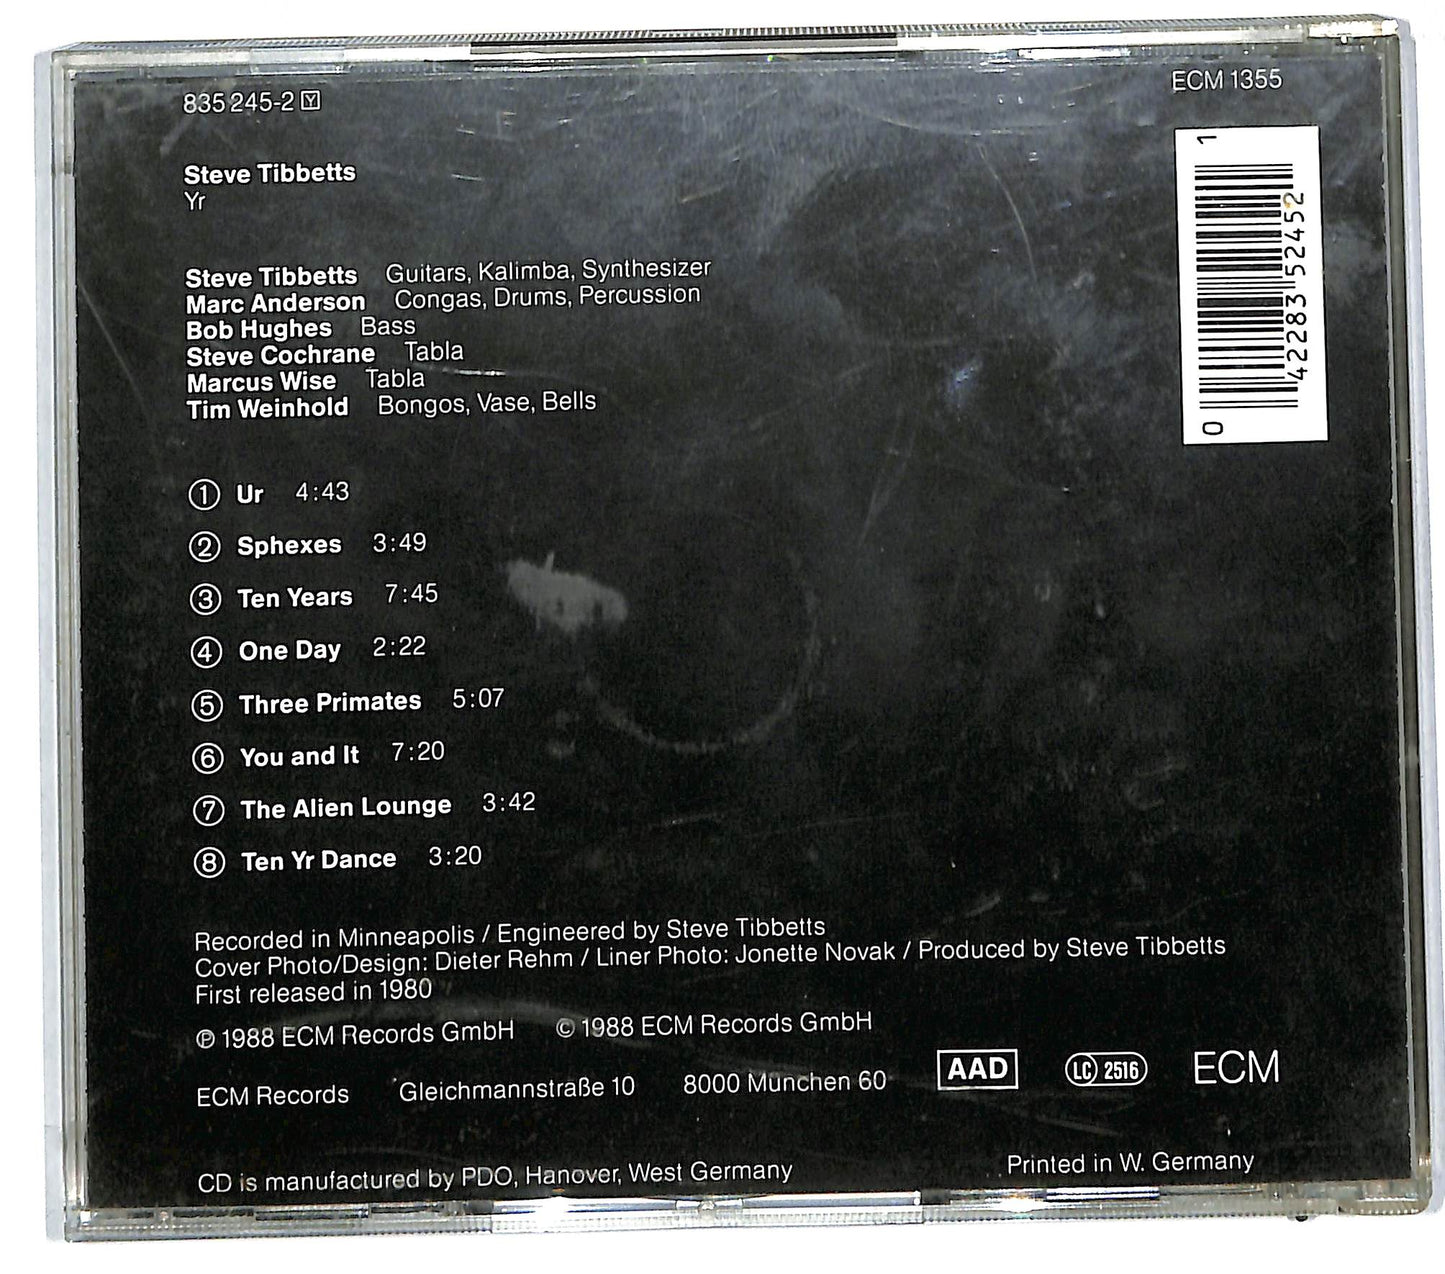 835 245-2 Y
ECM 1355
Steve Tibbetts
Yr
0 42283 52452 1
Steve Tibbetts Guitars, Kalimba, Synthesizer
Marc Anderson Congas, Drums, Percussion
Bob Hughes Bass
Steve Cochrane Tabla
Marcus Wise Tabla
Tim Weinhold Bongos, Vase, Bells
① Ur 4:43
② Sphexes 3:49
③ Ten Years 7:45
④ One Day 2:22
⑤ Three Primates 5:07
⑥ You and It 7:20
⑦ The Alien Lounge 3:42
⑧ Ten Yr Dance 3:20
Recorded in Minneapolis / Engineered by Steve Tibbetts
Cover Photo/Design: Dieter Rehm / Liner Photo: Jonette Novak / Produced by Steve Tibbetts
First released in 1980
℗ 1988 ECM Records GmbH © 1988 ECM Records GmbH
ECM Records Gleichmannstraße 10 8000 München 60 AAD LC 2516 ECM
CD is manufactured by PDO, Hanover, West Germany Printed in W. Germany